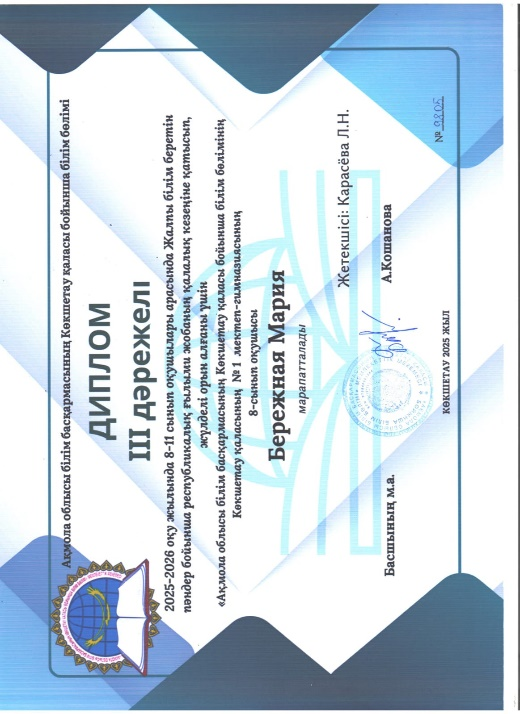 Ақмола облысы білім басқармасының Көкшетау қаласы бойынша білім бөлімі
ДИПЛОМ
III дәрежелі
2025-2026 оқу жылында 8-11 сынып оқушылары арасында Жалпы білім беретін
пәндер бойынша республикалық ғылыми жобаның қалалық кезеңіне қатысып,
жүлделі орын алғаны үшін
«Ақмола облысы білім басқармасының Көкшетау қаласы бойынша білім бөлімінің
Көкшетау қаласының №1 мектеп-гимназиясының
8-сынып оқушысы
Бережная Мария
марапатталады
Жетекшісі: Карасёва Л.Н.
Басшының м.а.
А.Кошанова
КӨКШЕТАУ 2025 ЖЫЛ
№